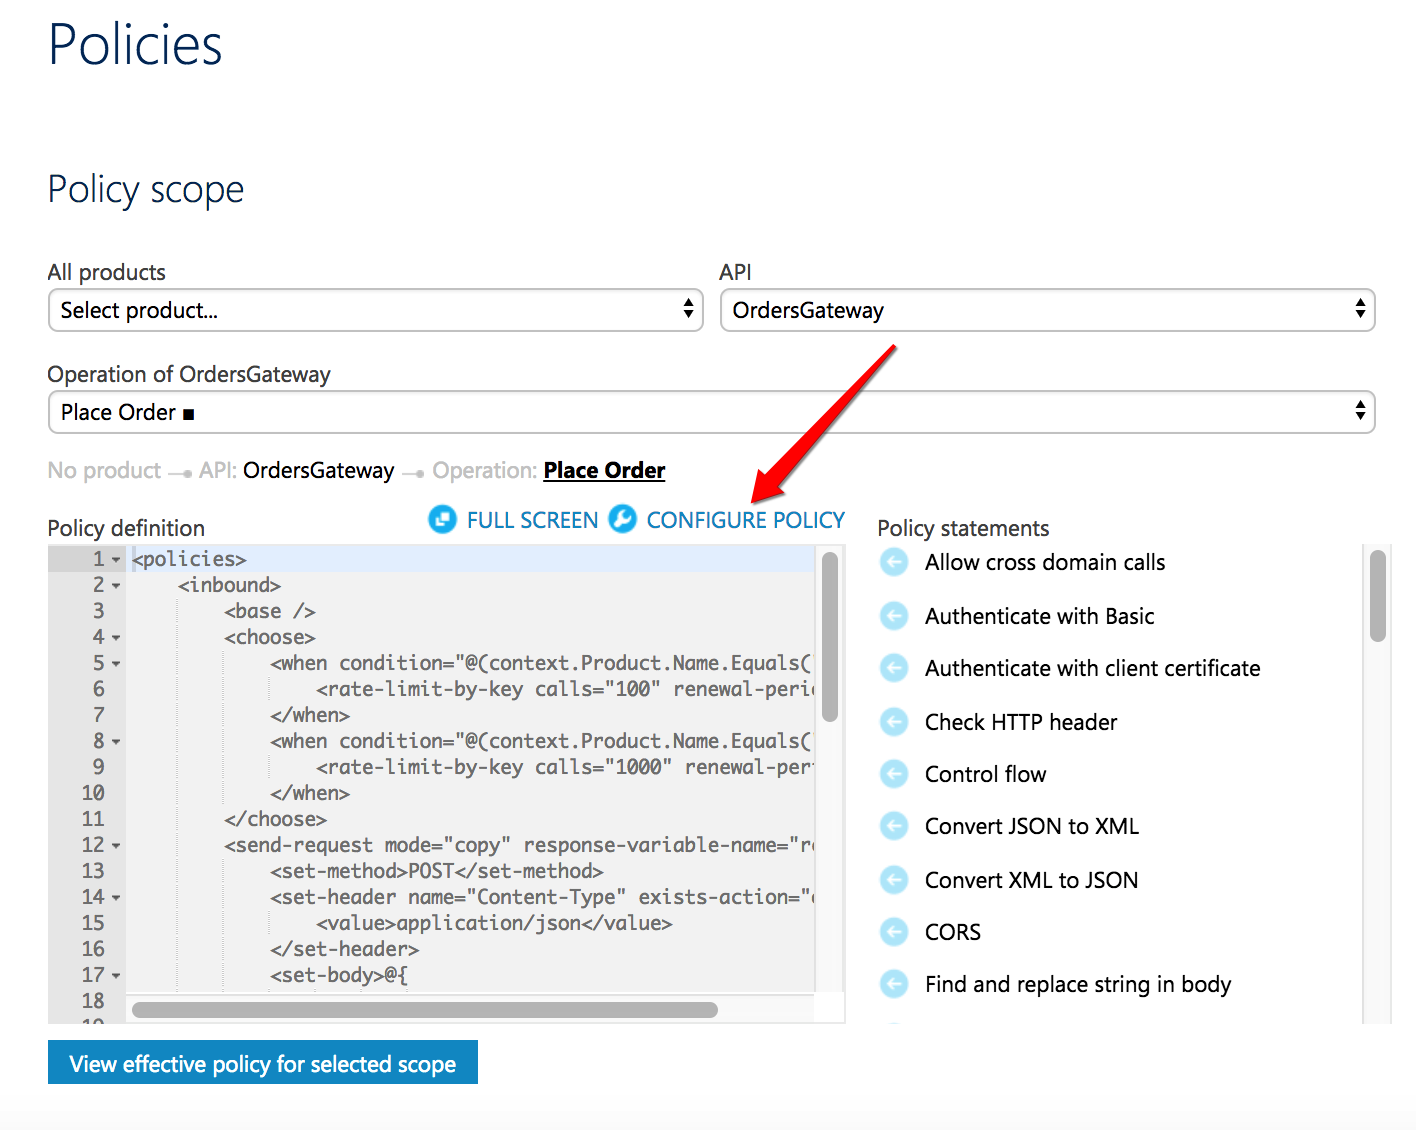 Policies
Policy scope
All products
API
Select product...
OrdersGateway
Operation of OrdersGateway
Place Order ■
No product API: OrdersGateway Operation: Place Order
Policy definition
FULL SCREEN
CONFIGURE POLICY
1 <policies>
2 <inbound>
3 <base />
4 <choose>
5 <when condition="@(context.Product.Name.Equals(
6 <rate-limit-by-key calls="100" renewal-peri
7 </when>
8 <when condition="@(context.Product.Name.Equals(
9 <rate-limit-by-key calls="1000" renewal-per
10 </when>
11 </choose>
12 <send-request mode="copy" response-variable-name="r
13 <set-method>POST</set-method>
14 <set-header name="Content-Type" exists-action="
15 <value>application/json</value>
16 </set-header>
17 <set-body>@{
18
Policy statements
Allow cross domain calls
Authenticate with Basic
Authenticate with client certificate
Check HTTP header
Control flow
Convert JSON to XML
Convert XML to JSON
CORS
Find and replace string in body
View effective policy for selected scope